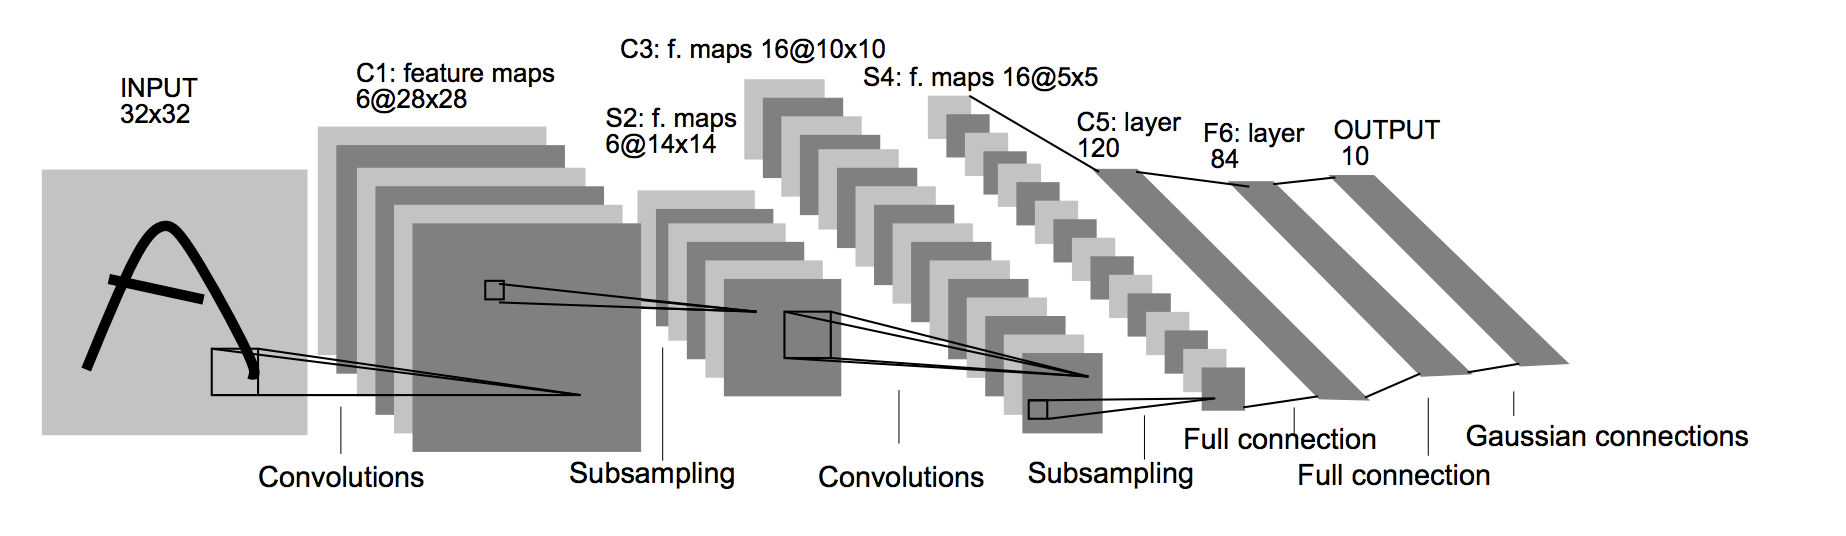 INPUT
32x32
C1: feature maps
6@28x28
S2: f. maps
6@14x14
C3: f. maps 16@10x10
S4: f. maps 16@5x5
C5: layer
120
F6: layer
84
OUTPUT
10
Convolutions
Subsampling
Convolutions
Subsampling
Full connection
Full connection
Gaussian connections